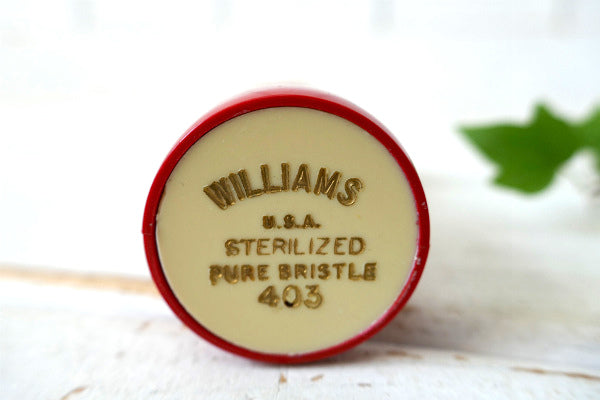 WILLIAMS
U.S.A.
STERILIZED
PURE BRISTLE
403